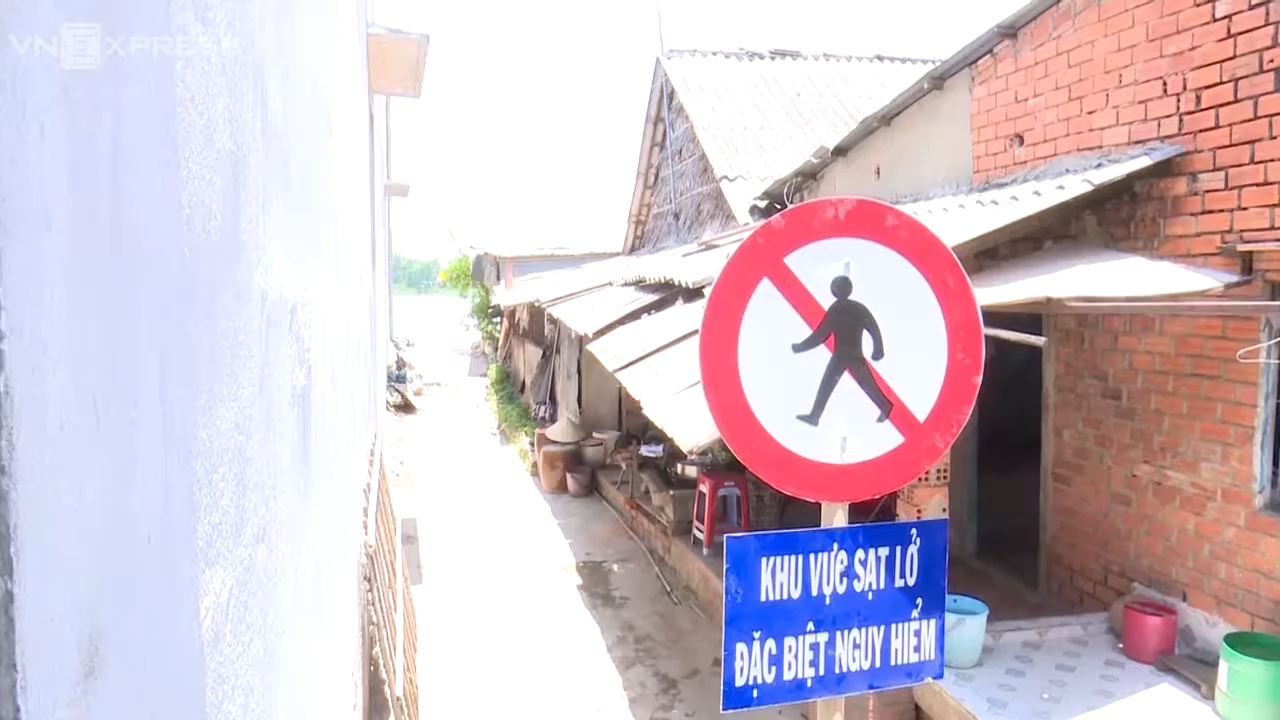 VNEXPRESS
KHU VỰC SẠT LỞ
ĐẶC BIỆT NGUY HIỂM